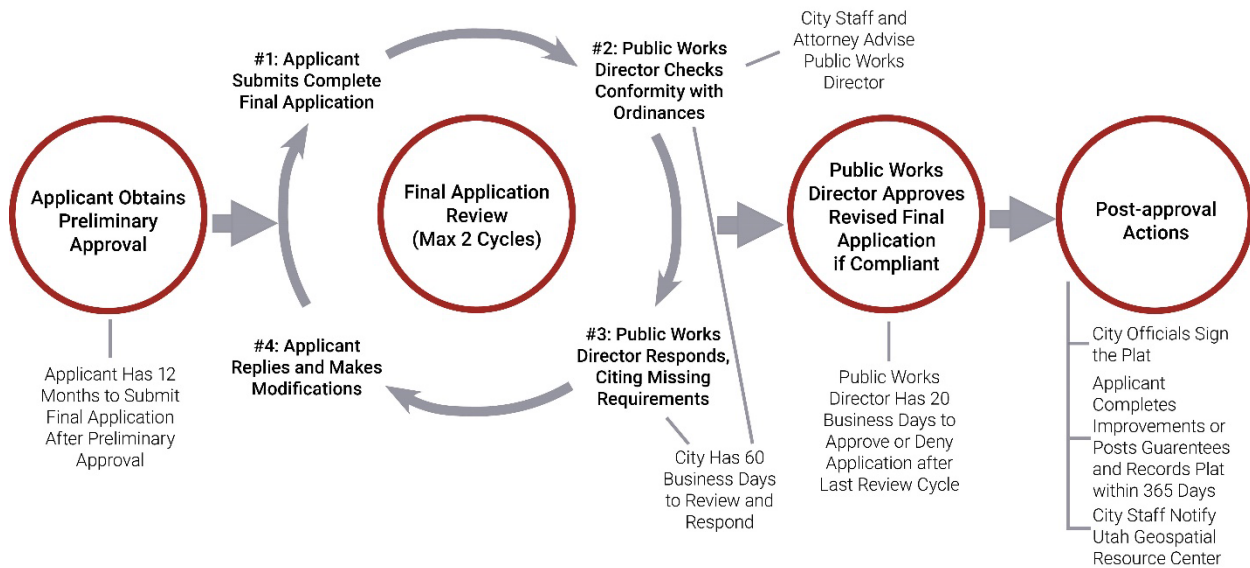 Applicant Obtains
Preliminary
Approval
Applicant Has 12
Months to Submit
Final Application
After Preliminary
Approval
#1: Applicant
Submits Complete
Final Application
Final Application
Review
(Max 2 Cycles)
#2: Public Works
Director Checks
Conformity with
Ordinances
City Staff and
Attorney Advise
Public Works
Director
#3: Public Works
Director Responds,
Citing Missing
Requirements
City Has 60
Business Days
to Review and
Respond
#4: Applicant
Replies and Makes
Modifications
Public Works
Director Approves
Revised Final
Application
if Compliant
Public Works
Director Has 20
Business Days to
Approve or Deny
Application after
Last Review Cycle
Post-approval
Actions
City Officials Sign
the Plat
Applicant
Completes
Improvements or
Posts Guarentees
and Records Plat
within 365 Days
City Staff Notify
Utah Geospatial
Resource Center